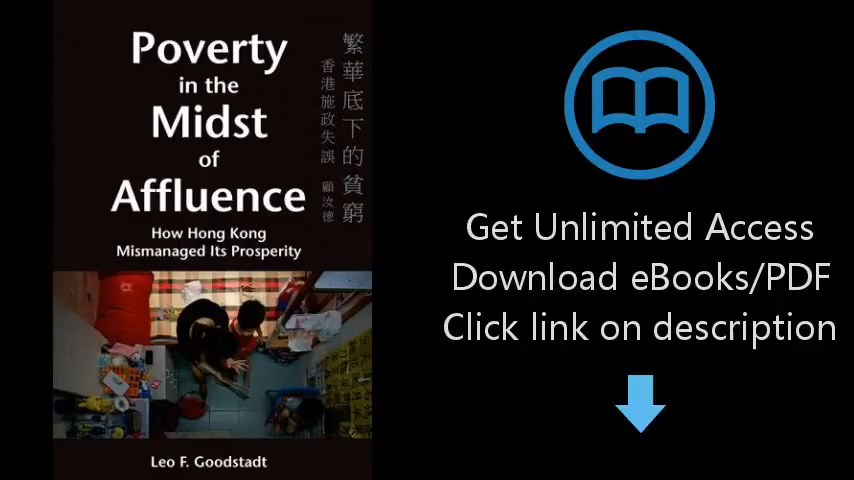 Poverty
in the
Midst
of
Affluence
How Hong Kong
Mismanaged Its Prosperity
繁華底下的貧窮
香港施政失誤 顧汝德
Leo F. Goodstadt
Get Unlimited Access
Download eBooks/PDF
Click link on description